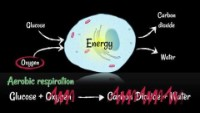 Glucose
Carbon
dioxide
Energy
Oxygen
Water
Aerobic respiration
Glucose + Oxygen → Carbon Dioxide + Water